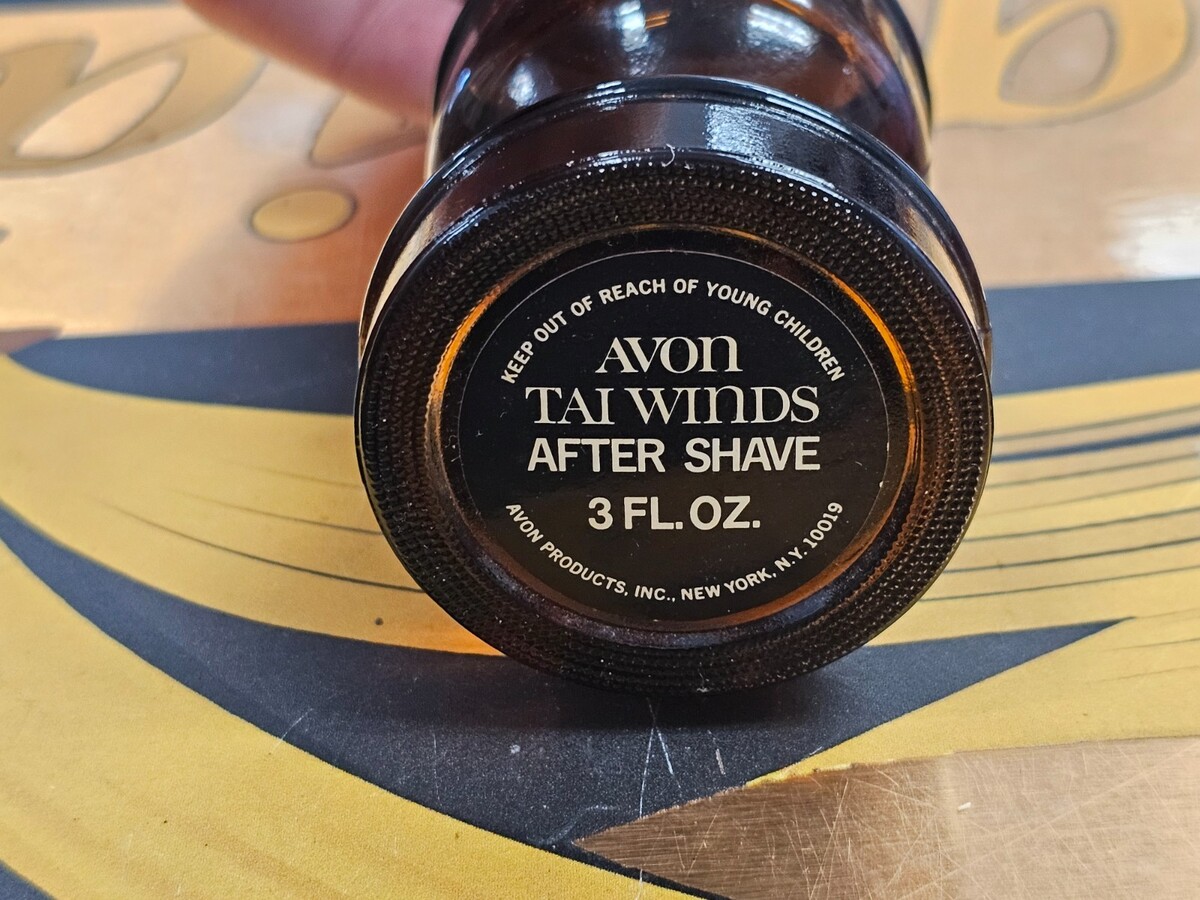 KEEP OUT OF REACH OF YOUNG CHILDREN
AVON
TAI WINDS
AFTER SHAVE
3 FL. OZ.
AVON PRODUCTS, INC., NEW YORK, N.Y. 10019